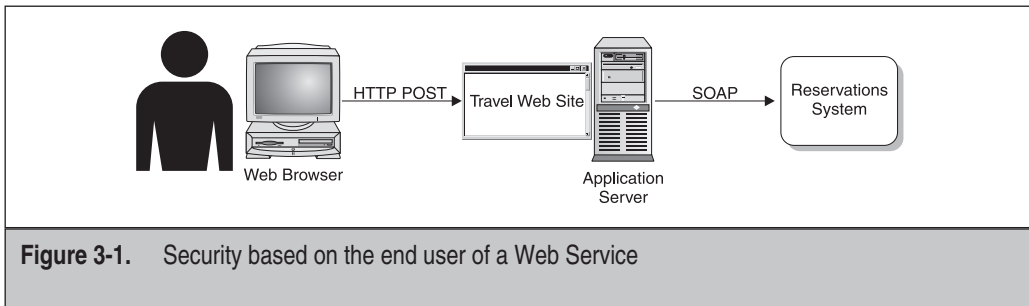 HTTP POST
Travel Web Site
SOAP
Reservations
System
Web Browser
Application
Server
Figure 3-1. Security based on the end user of a Web Service